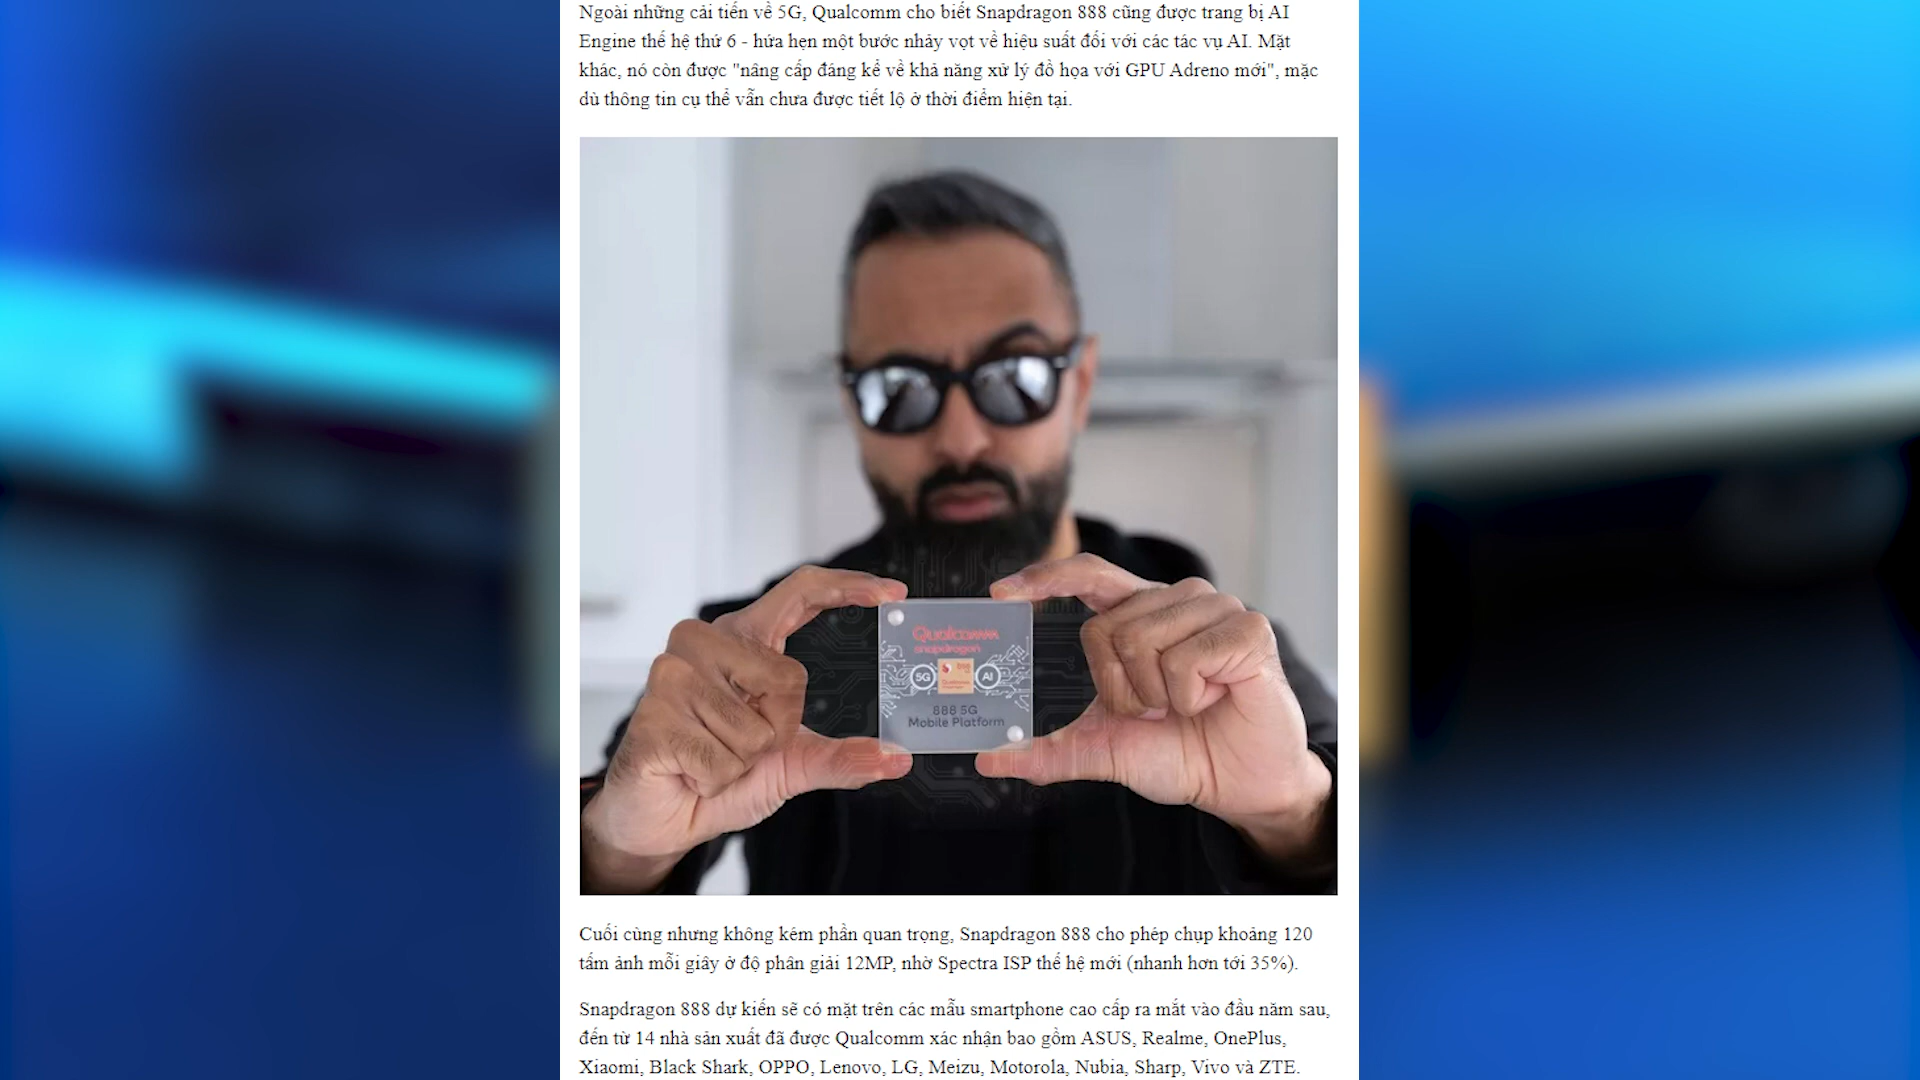 Ngoài những cải tiến về 5G, Qualcomm cho biết Snapdragon 888 cũng được trang bị AI
Engine thế hệ thứ 6 - hứa hẹn một bước nhảy vọt về hiệu suất đối với các tác vụ AI. Mặt
khác, nó còn được "nâng cấp đáng kể về khả năng xử lý đồ họa với GPU Adreno mới", mặc
dù thông tin cụ thể vẫn chưa được tiết lộ ở thời điểm hiện tại.
Qualcomm
snapdragon
5G
888
AI
888 5G
Mobile Platform
Cuối cùng nhưng không kém phần quan trọng, Snapdragon 888 cho phép chụp khoảng 120
tấm ảnh mỗi giây ở độ phân giải 12MP, nhờ Spectra ISP thế hệ mới (nhanh hơn tới 35%).
Snapdragon 888 dự kiến sẽ có mặt trên các mẫu smartphone cao cấp ra mắt vào đầu năm sau,
đến từ 14 nhà sản xuất đã được Qualcomm xác nhận bao gồm ASUS, Realme, OnePlus,
Xiaomi, Black Shark, OPPO, Lenovo, LG, Meizu, Motorola, Nubia, Sharp, Vivo và ZTE.